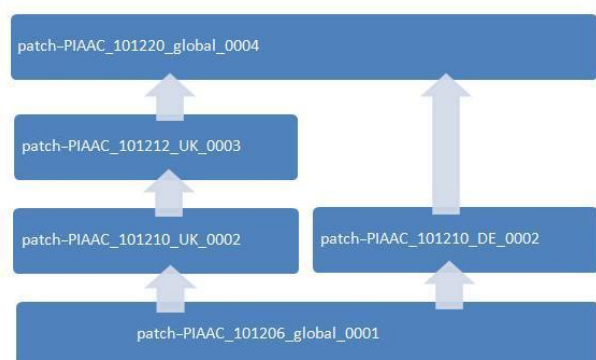 patch–PIAAC_101220_global_0004
patch–PIAAC_101212_UK_0003
patch–PIAAC_101210_UK_0002
patch–PIAAC_101210_DE_0002
patch–PIAAC_101206_global_0001